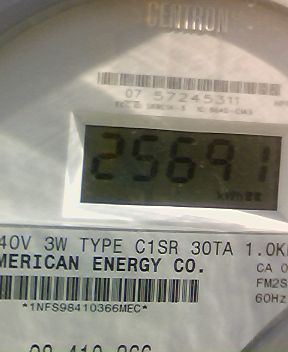 CENTRON
07 57245311
25691
40V 3W TYPE C1SR 30TA 1.0K
MERICAN ENERGY CO.
CA 0
FM2S
60Hz
*1NFS98410366MEC*